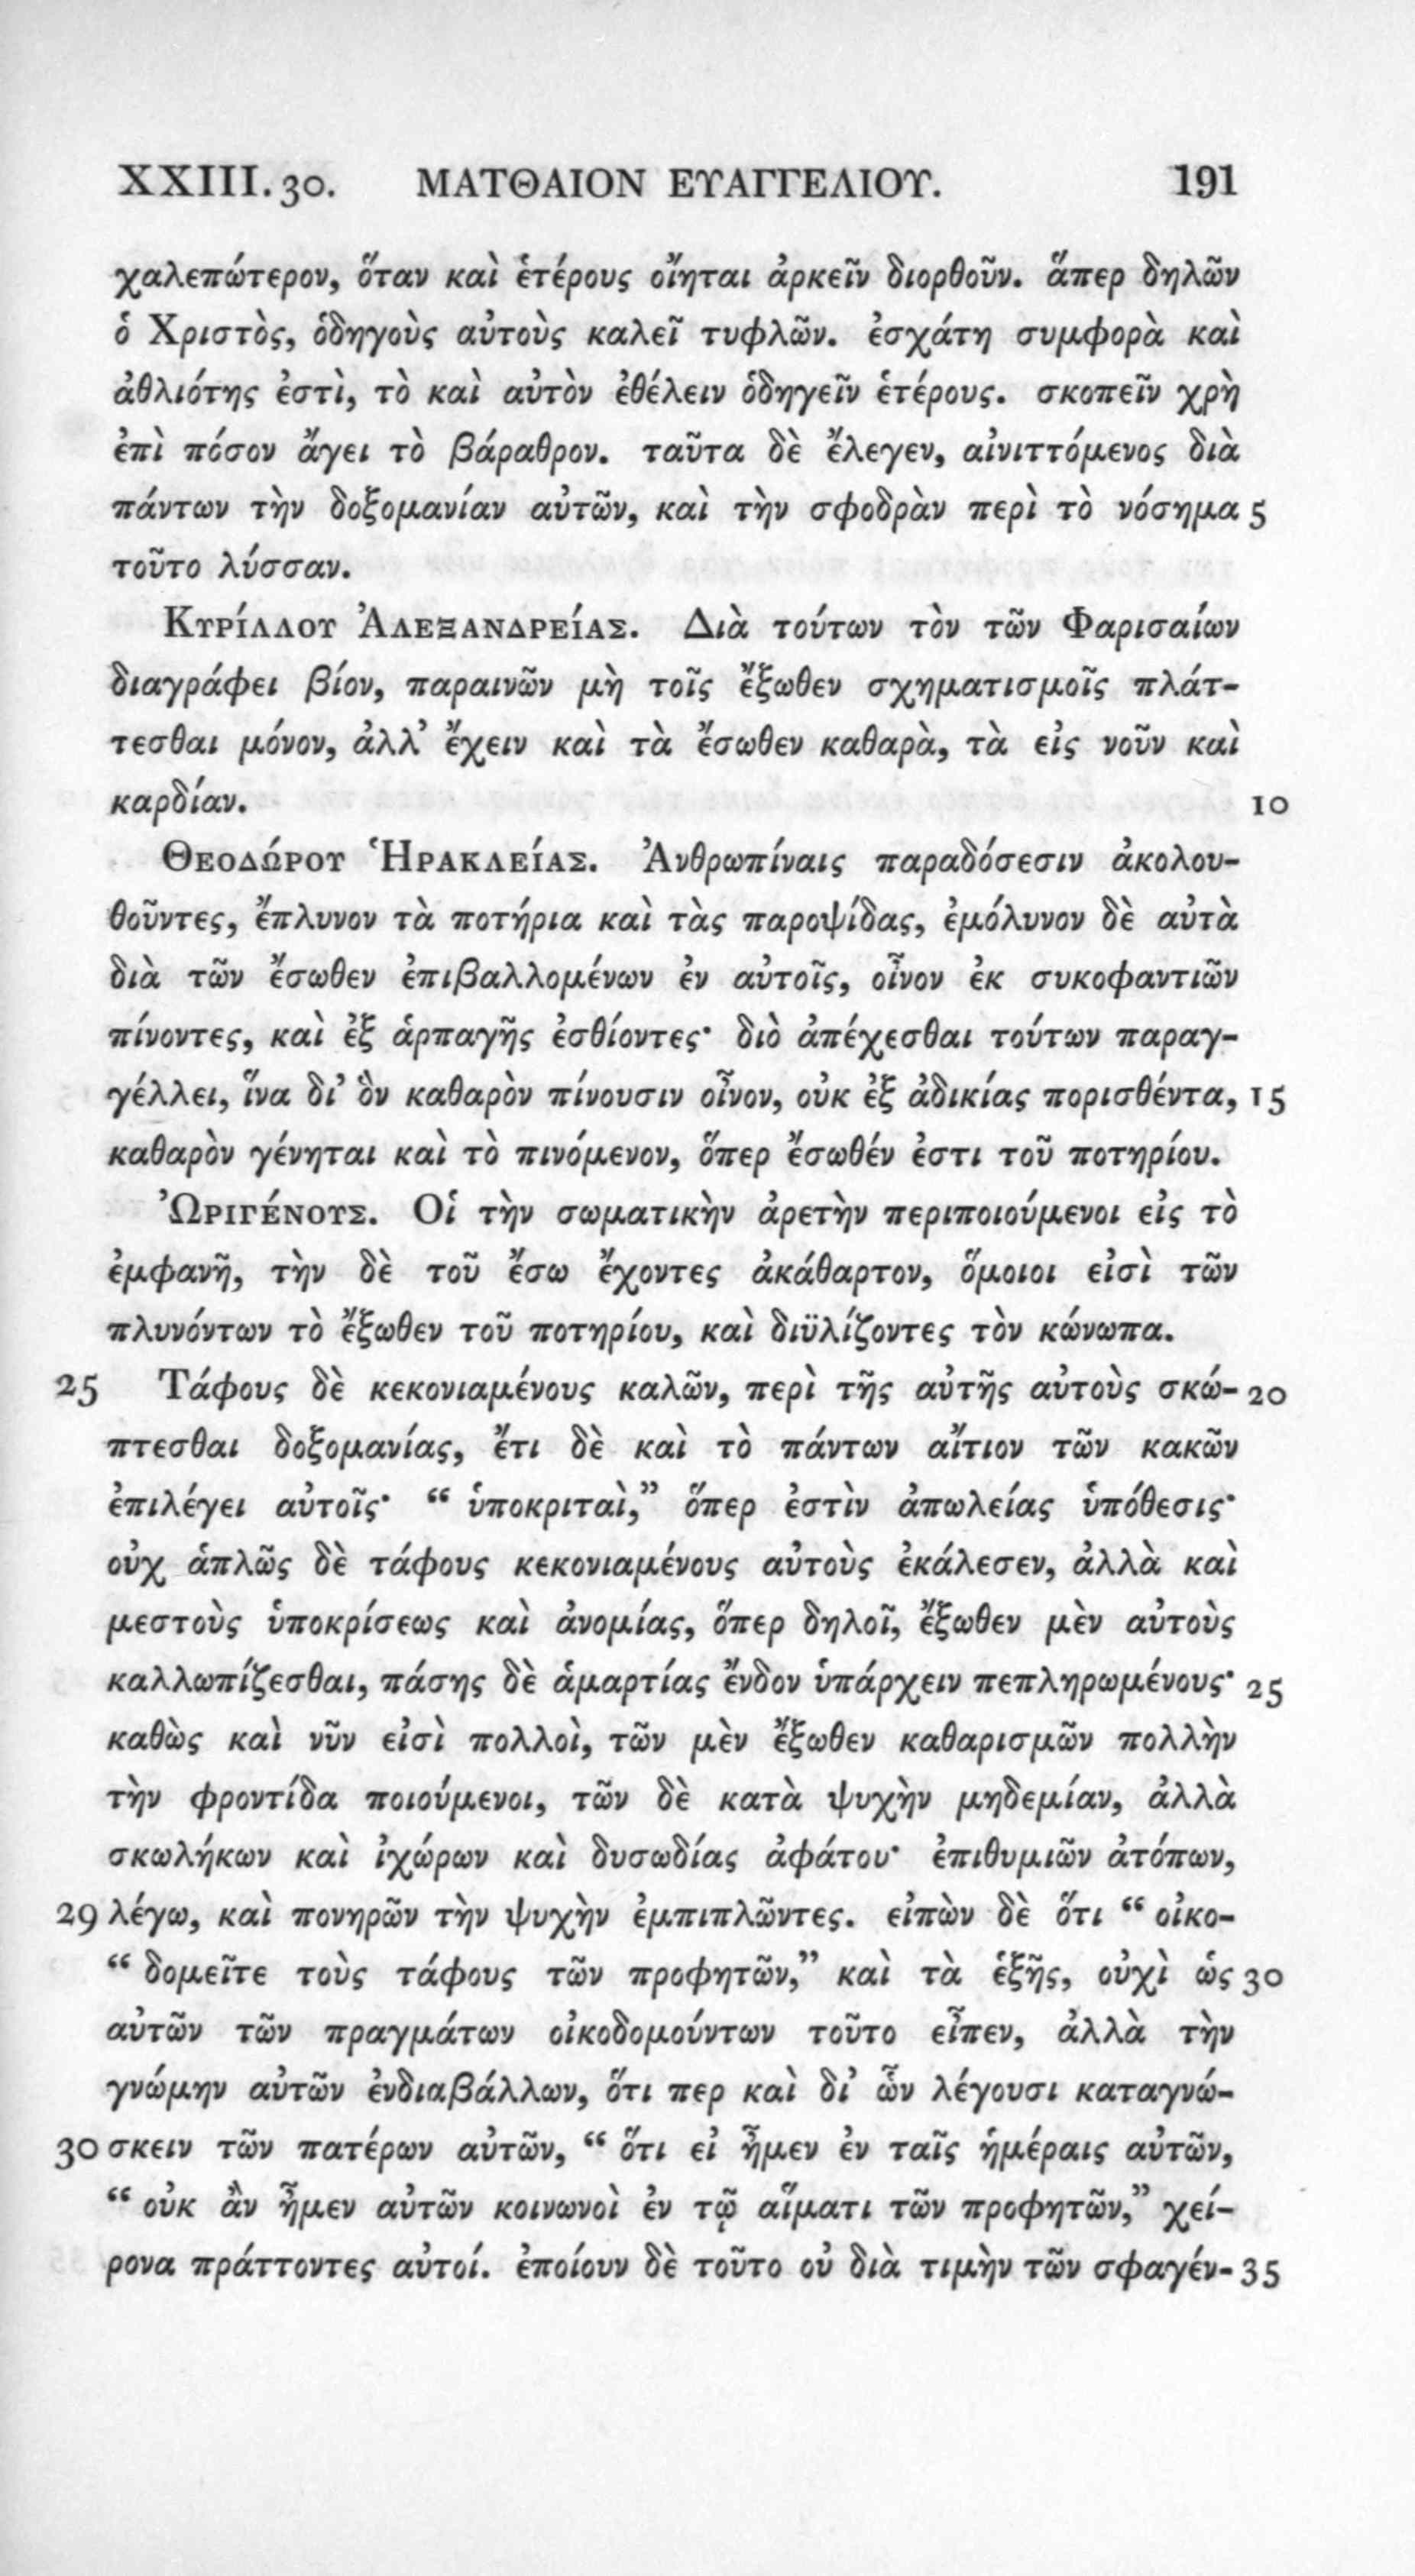 XXIII. 30. ΜΑΤΘΑΙΟΝ ΕΥΑΓΓΕΛΙΟΥ. 191
χαλεπώτερον, ὅταν καὶ ἑτέρους οἴηται ἀρκεῖν διορθοῦν. ἅπερ δηλῶν
ὁ Χριστὸς, ὁδηγοὺς αὐτοὺς καλεῖ τυφλῶν. ἐσχάτη συμφορὰ καὶ
ἀθλιότης ἐστὶ, τὸ καὶ αὐτὸν ἐθέλειν ὁδηγεῖν ἑτέρους. σκοπεῖν χρὴ
ἐπὶ πόσον ἄγει τὸ βάραθρον. ταῦτα δὲ ἔλεγεν, αἰνιττόμενος διὰ
πάντων τὴν δοξομανίαν αὐτῶν, καὶ τὴν σφοδρὰν περὶ τὸ νόσημα 5
τοῦτο λύσσαν.
Κυρίλλου Ἀλεξανδρείας. Διὰ τούτων τὸν τῶν Φαρισαίων
διαγράφει βίον, παραινῶν μὴ τοῖς ἔξωθεν σχηματισμοῖς πλάτ-
τεσθαι μόνον, ἀλλ’ ἔχειν καὶ τὰ ἔσωθεν καθαρὰ, τὰ εἰς νοῦν καὶ
καρδίαν. 10
Θεοδώρου Ἡρακλείας. Ἀνθρωπίναις παραδόσεσιν ἀκολου-
θοῦντες, ἔπλυνον τὰ ποτήρια καὶ τὰς παροψίδας, ἐμόλυνον δὲ αὐτὰ
διὰ τῶν ἔσωθεν ἐπιβαλλομένων ἐν αὐτοῖς, οἶνον ἐκ συκοφαντιῶν
πίνοντες, καὶ ἐξ ἁρπαγῆς ἐσθίοντες· διὸ ἀπέχεσθαι τούτων παραγ-
γέλλει, ἵνα δι’ ὃν καθαρὸν πίνουσιν οἶνον, οὐκ ἐξ ἀδικίας πορισθέντα, 15
καθαρὸν γένηται καὶ τὸ πινόμενον, ὅπερ ἔσωθέν ἐστι τοῦ ποτηρίου.
Ὠριγένους. Οἱ τὴν σωματικὴν ἀρετὴν περιποιούμενοι εἰς τὸ
ἐμφανῆ, τὴν δὲ τοῦ ἔσω ἔχοντες ἀκάθαρτον, ὅμοιοι εἰσὶ τῶν
πλυνόντων τὸ ἔξωθεν τοῦ ποτηρίου, καὶ διϋλίζοντες τὸν κώνωπα.
25 Τάφους δὲ κεκονιαμένους καλῶν, περὶ τῆς αὐτῆς αὐτοὺς σκώ- 20
πτεσθαι δοξομανίας, ἔτι δὲ καὶ τὸ πάντων αἴτιον τῶν κακῶν
ἐπιλέγει αὐτοῖς· “ ὑποκριταὶ,” ὅπερ ἐστὶν ἀπωλείας ὑπόθεσις·
οὐχ ἁπλῶς δὲ τάφους κεκονιαμένους αὐτοὺς ἐκάλεσεν, ἀλλὰ καὶ
μεστοὺς ὑποκρίσεως καὶ ἀνομίας, ὅπερ δηλοῖ, ἔξωθεν μὲν αὐτοὺς
καλλωπίζεσθαι, πάσης δὲ ἁμαρτίας ἔνδον ὑπάρχειν πεπληρωμένους· 25
καθὼς καὶ νῦν εἰσὶ πολλοὶ, τῶν μὲν ἔξωθεν καθαρισμῶν πολλὴν
τὴν φροντίδα ποιούμενοι, τῶν δὲ κατὰ ψυχὴν μηδεμίαν, ἀλλὰ
σκωλήκων καὶ ἰχώρων καὶ δυσωδίας ἀφάτου· ἐπιθυμιῶν ἀτόπων,
29 λέγω, καὶ πονηρῶν τὴν ψυχὴν ἐμπιπλῶντες. εἰπὼν δὲ ὅτι “ οἰκο-
“ δομεῖτε τοὺς τάφους τῶν προφητῶν,” καὶ τὰ ἑξῆς, οὐχὶ ὡς 30
αὐτῶν τῶν πραγμάτων οἰκοδομούντων τοῦτο εἶπεν, ἀλλὰ τὴν
γνώμην αὐτῶν ἐνδιαβάλλων, ὅτι περ καὶ δι’ ὧν λέγουσι καταγνώ-
30 σκειν τῶν πατέρων αὐτῶν, “ ὅτι εἰ ἦμεν ἐν ταῖς ἡμέραις αὐτῶν,
“ οὐκ ἂν ἦμεν αὐτῶν κοινωνοὶ ἐν τῷ αἵματι τῶν προφητῶν,” χεί-
ρονα πράττοντες αὐτοί. ἐποίουν δὲ τοῦτο οὐ διὰ τιμὴν τῶν σφαγέν- 35